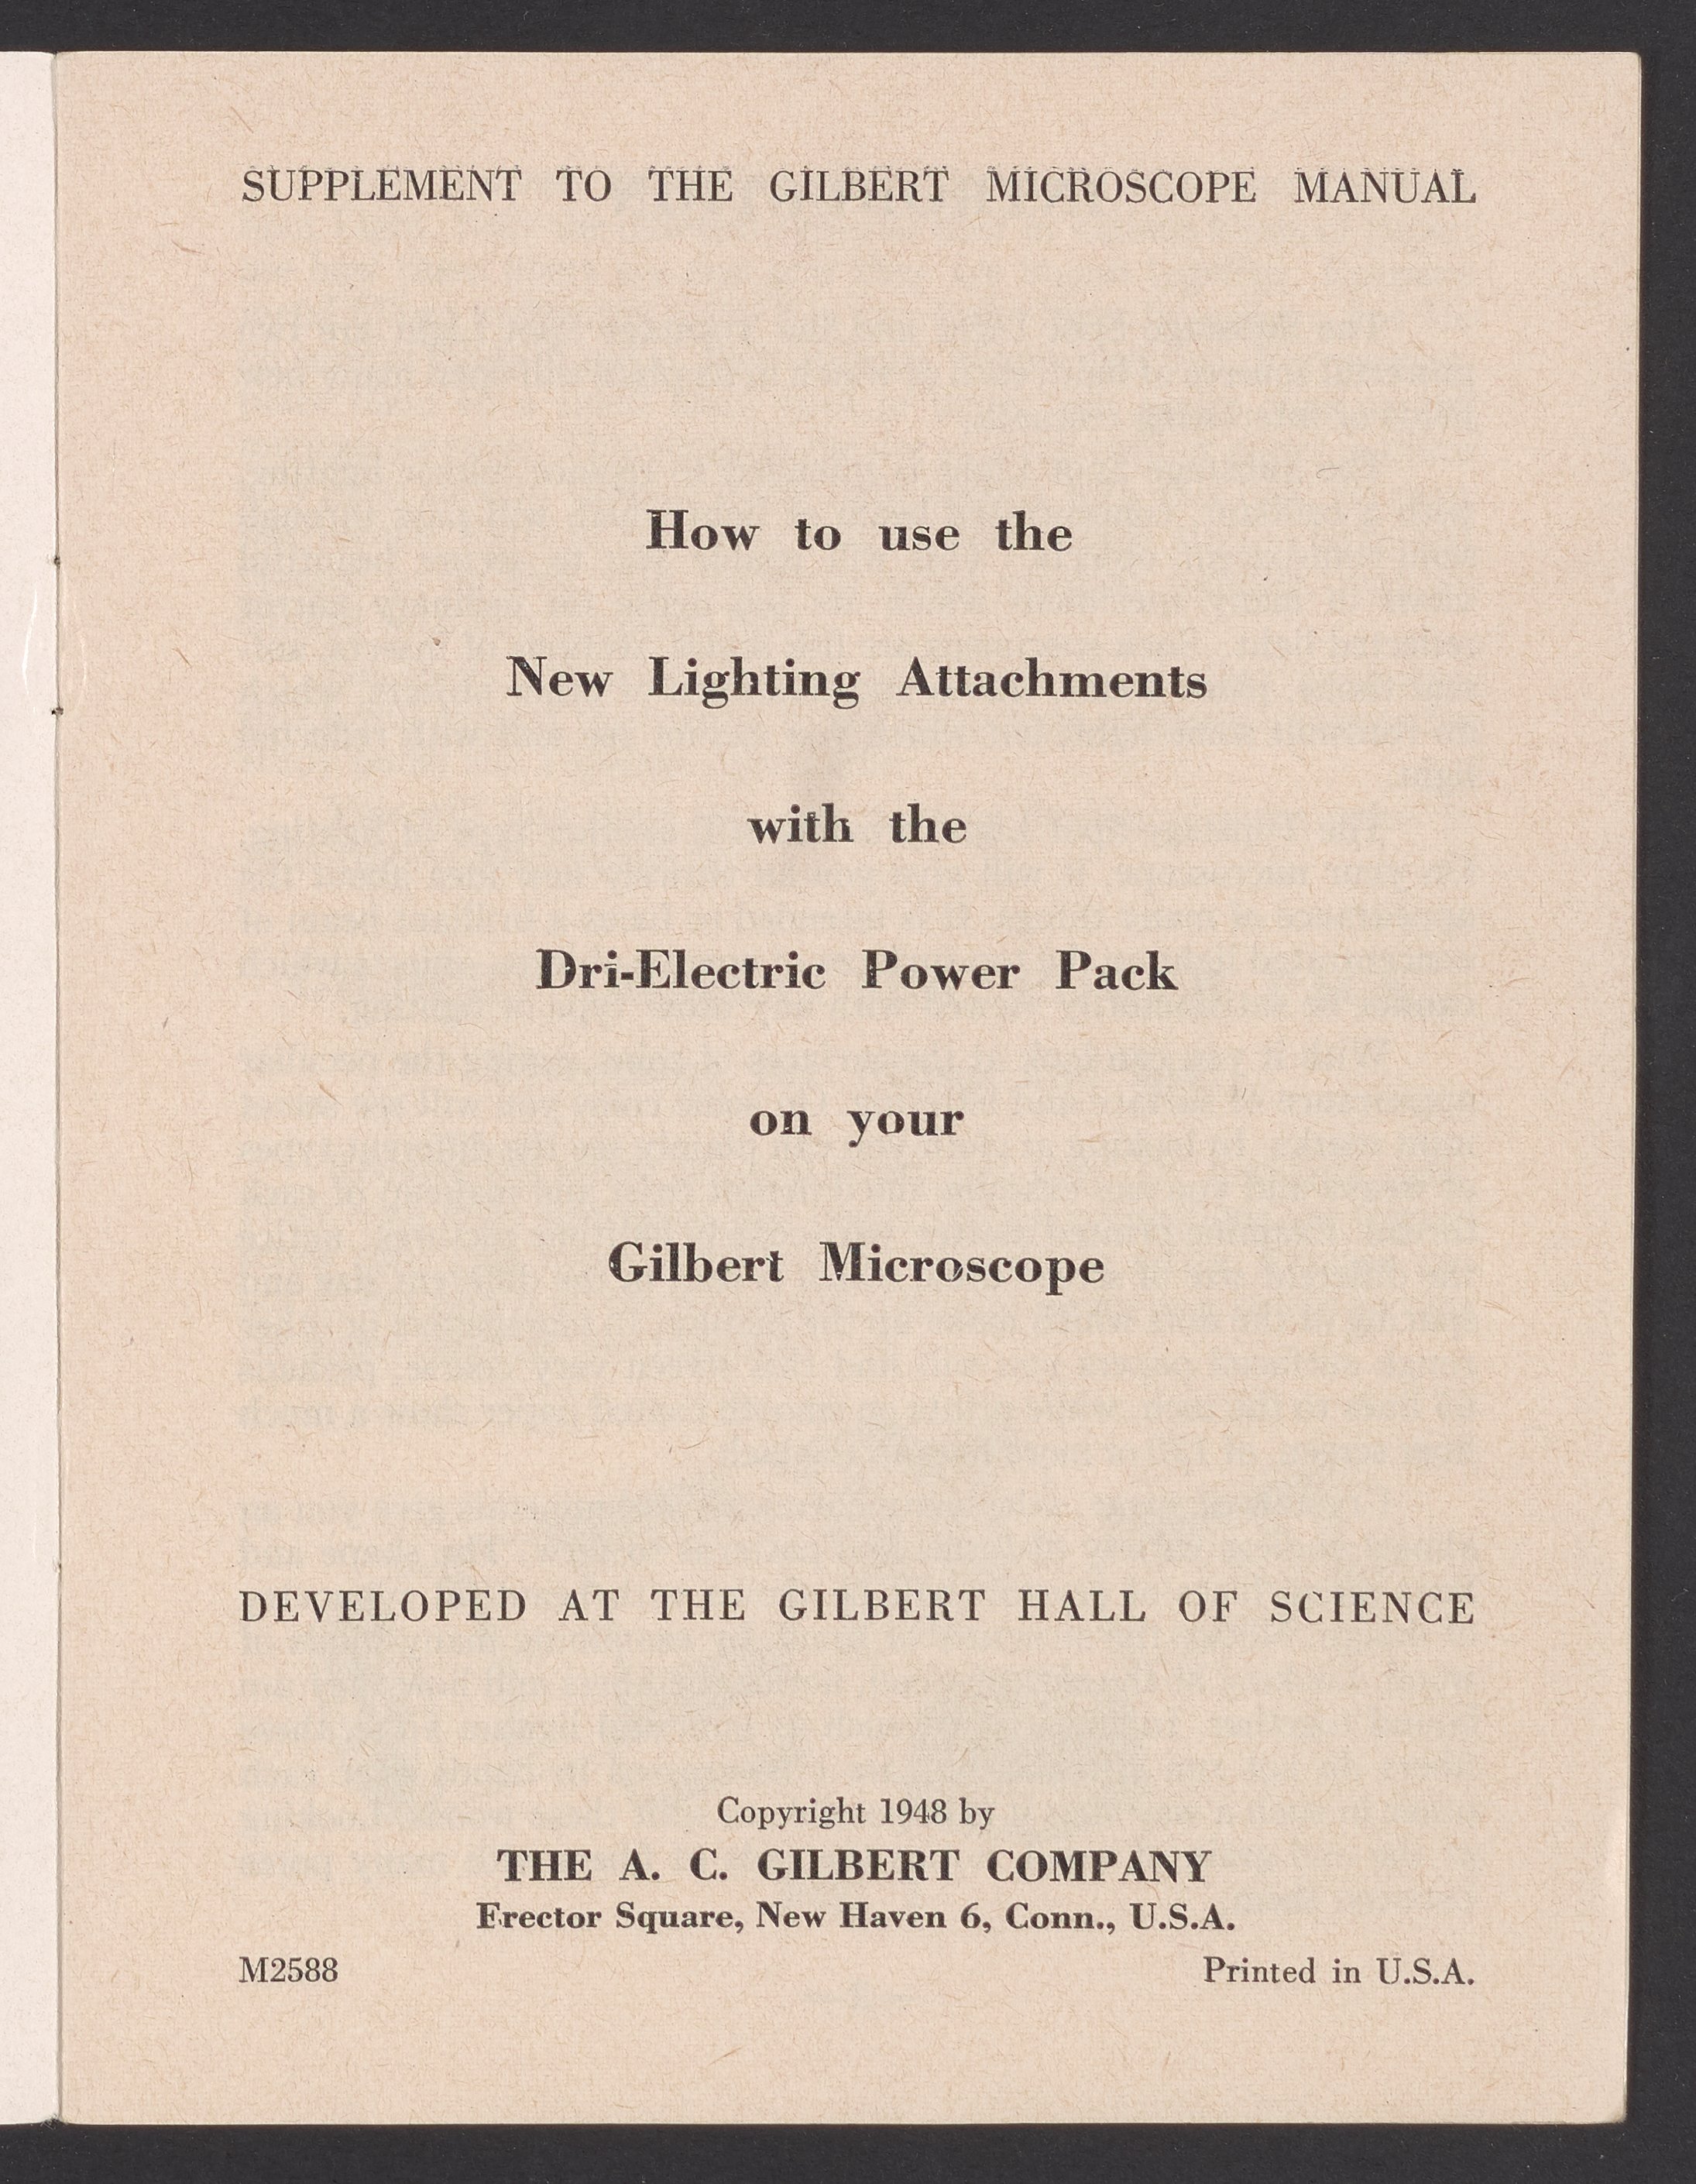 SUPPLEMENT TO THE GILBERT MICROSCOPE MANUAL
How to use the
New Lighting Attachments
with the
Dri-Electric Power Pack
on your
Gilbert Microscope
DEVELOPED AT THE GILBERT HALL OF SCIENCE
Copyright 1948 by
THE A. C. GILBERT COMPANY
Erector Square, New Haven 6, Conn., U.S.A.
M2588 Printed in U.S.A.